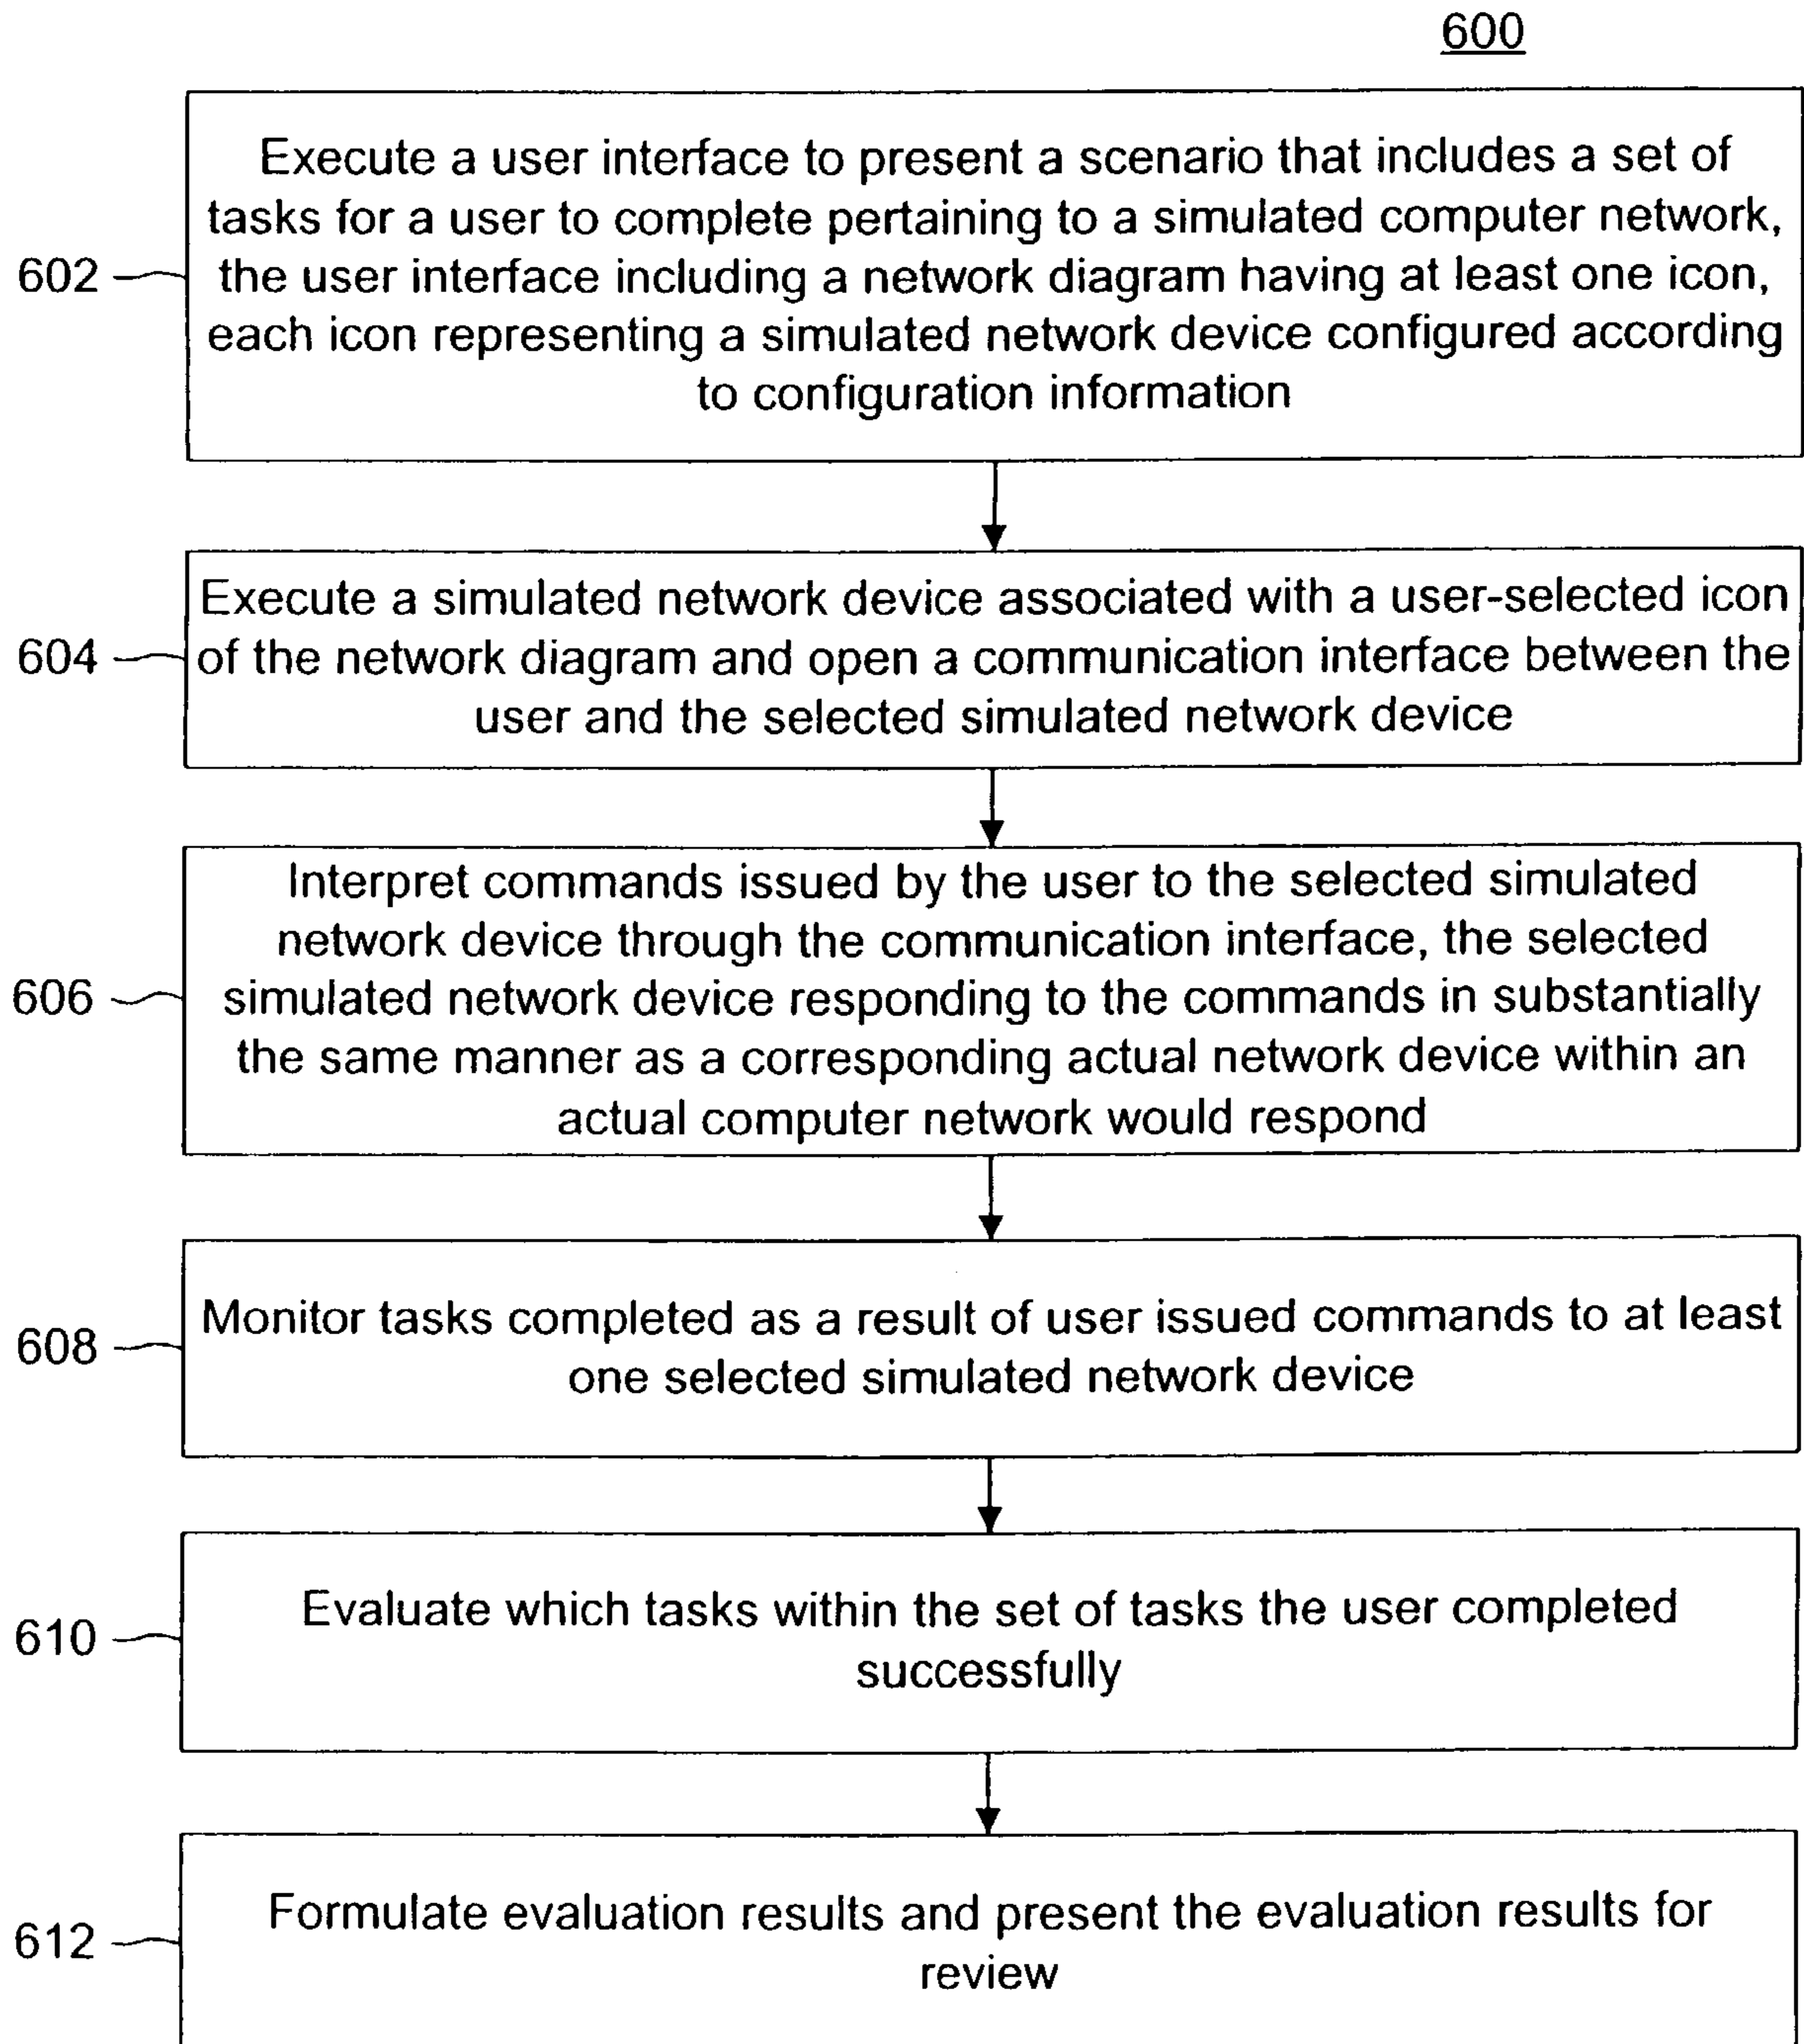 600
Execute a user interface to present a scenario that includes a set of
tasks for a user to complete pertaining to a simulated computer network,
602
the user interface including a network diagram having at least one icon,
each icon representing a simulated network device configured according
to configuration information
Execute a simulated network device associated with a user-selected icon
604
of the network diagram and open a communication interface between the
user and the selected simulated network device
Interpret commands issued by the user to the selected simulated
network device through the communication interface, the selected
606
simulated network device responding to the commands in substantially
the same manner as a corresponding actual network device within an
actual computer network would respond
Monitor tasks completed as a result of user issued commands to at least
608
one selected simulated network device
Evaluate which tasks within the set of tasks the user completed
610
successfully
Formulate evaluation results and present the evaluation results for
612
review